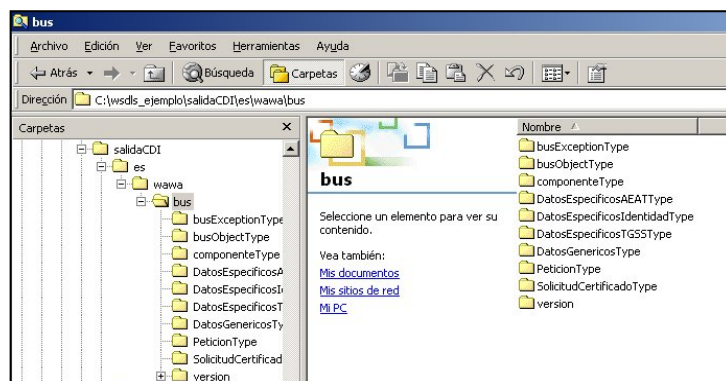 bus
Archivo Edición Ver Favoritos Herramientas Ayuda
Atrás Búsqueda Carpetas
Dirección C:\wsdls_ejemplo\salidaCDI\es\wawa\bus
Carpetas
salidaCDI
es
wawa
bus
busExceptionType
busObjectType
componenteType
DatosEspecificosA
DatosEspecificosI
DatosEspecificosT
DatosGenericosTy
PeticionType
SolicitudCertificad
version
bus
Seleccione un elemento para ver su
contenido.
Vea también:
Mis documentos
Mis sitios de red
Mi PC
Nombre
busExceptionType
busObjectType
componenteType
DatosEspecificosAEATType
DatosEspecificosIdentidadType
DatosEspecificosTGSSType
DatosGenericosType
PeticionType
SolicitudCertificadoType
version